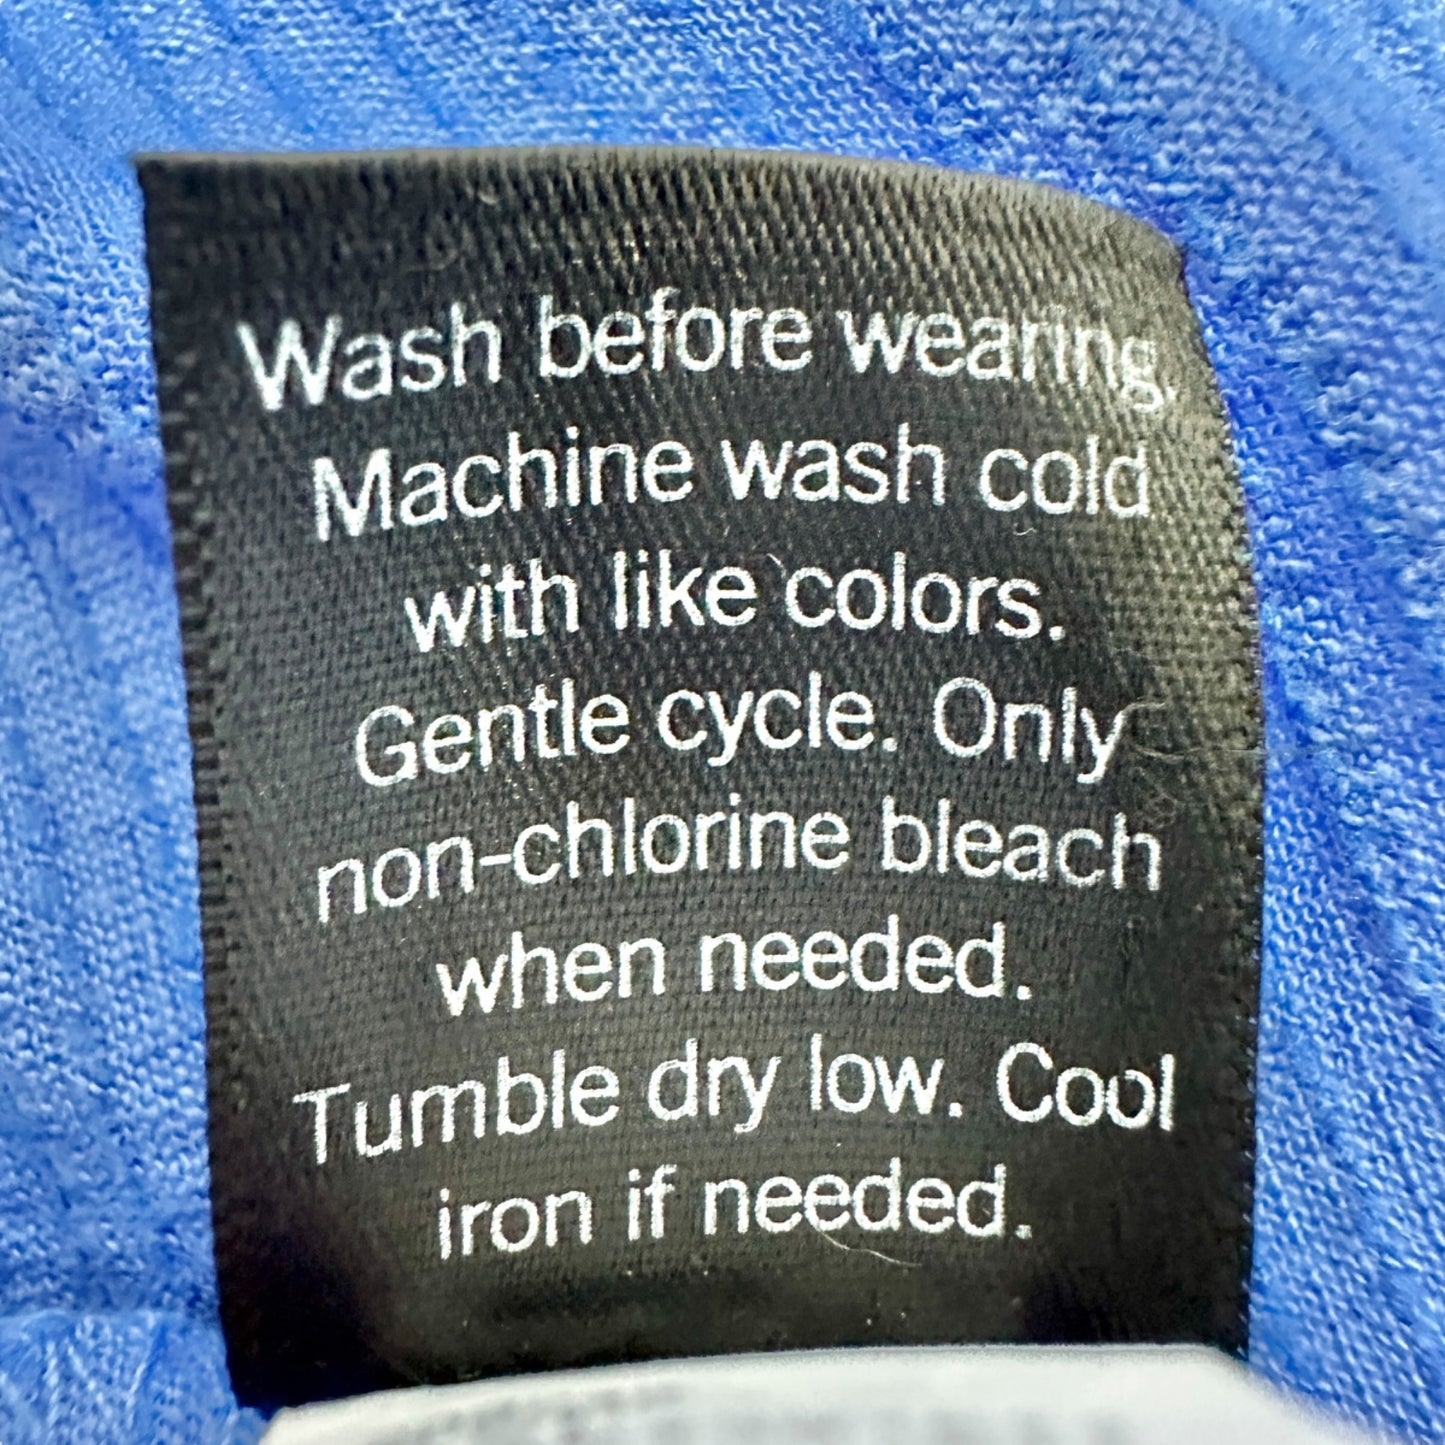 Wash before wearing,
Machine wash cold
with like colors.
Gentle cycle. Only
non-chlorine bleach
when needed.
Tumble dry low. Cool
iron if needed.